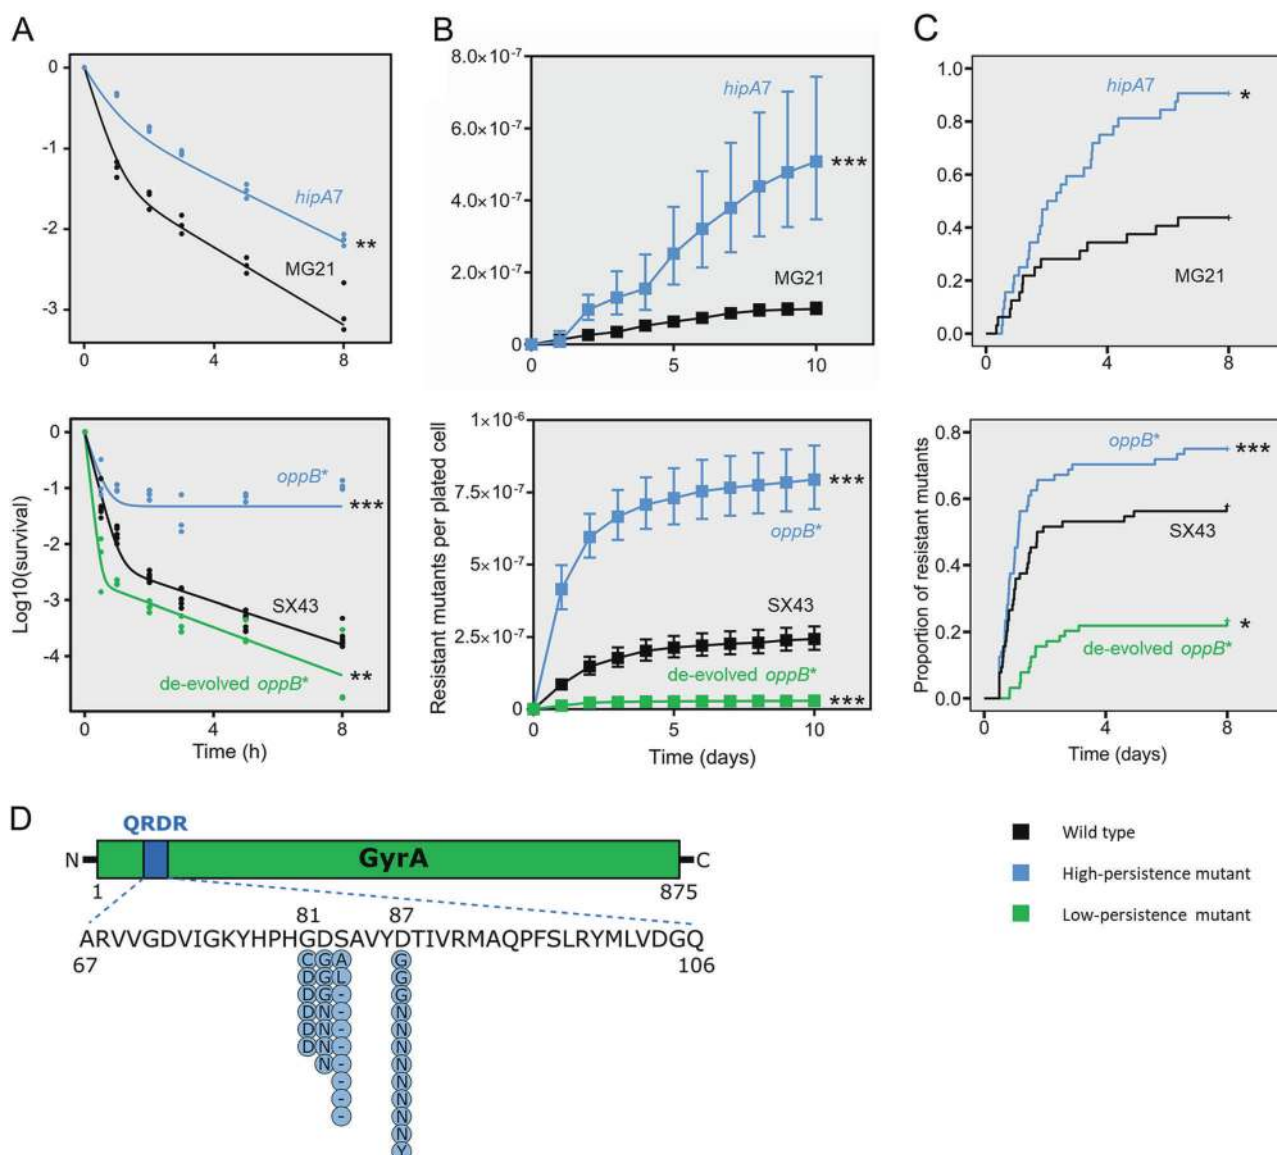 A
B
C
0
-1
-2
-3
hipA7
**
MG21
0
4
8
8.0×10-7
6.0×10-7
4.0×10-7
2.0×10-7
0
hipA7
***
MG21
0
5
10
1.0
0.8
0.6
0.4
0.2
0.0
hipA7
*
MG21
0
4
8
Log10(survival)
0
-1
-2
-3
-4
oppB*
***
SX43
de-evolved oppB*
**
0
4
8
Time (h)
Resistant mutants per plated cell
1×10-6
7.5×10-7
5×10-7
2.5×10-7
0
***
oppB*
SX43
de-evolved oppB*
***
0
5
10
Time (days)
Proportion of resistant mutants
0.8
0.6
0.4
0.2
0.0
oppB*
***
SX43
*
de-evolved oppB*
0
4
8
Time (days)
D
QRDR
N
GyrA
C
1
875
81 87
ARVVGDVIGKYHPHGDSAVYDTIVRMAQPFSLRYMLVDGQ
67
106
C G A G
D G L G
D G - G
D N - N
D N - N
D N - N
N - N
- N
- N
- N
N
Y
Wild type
High-persistence mutant
Low-persistence mutant